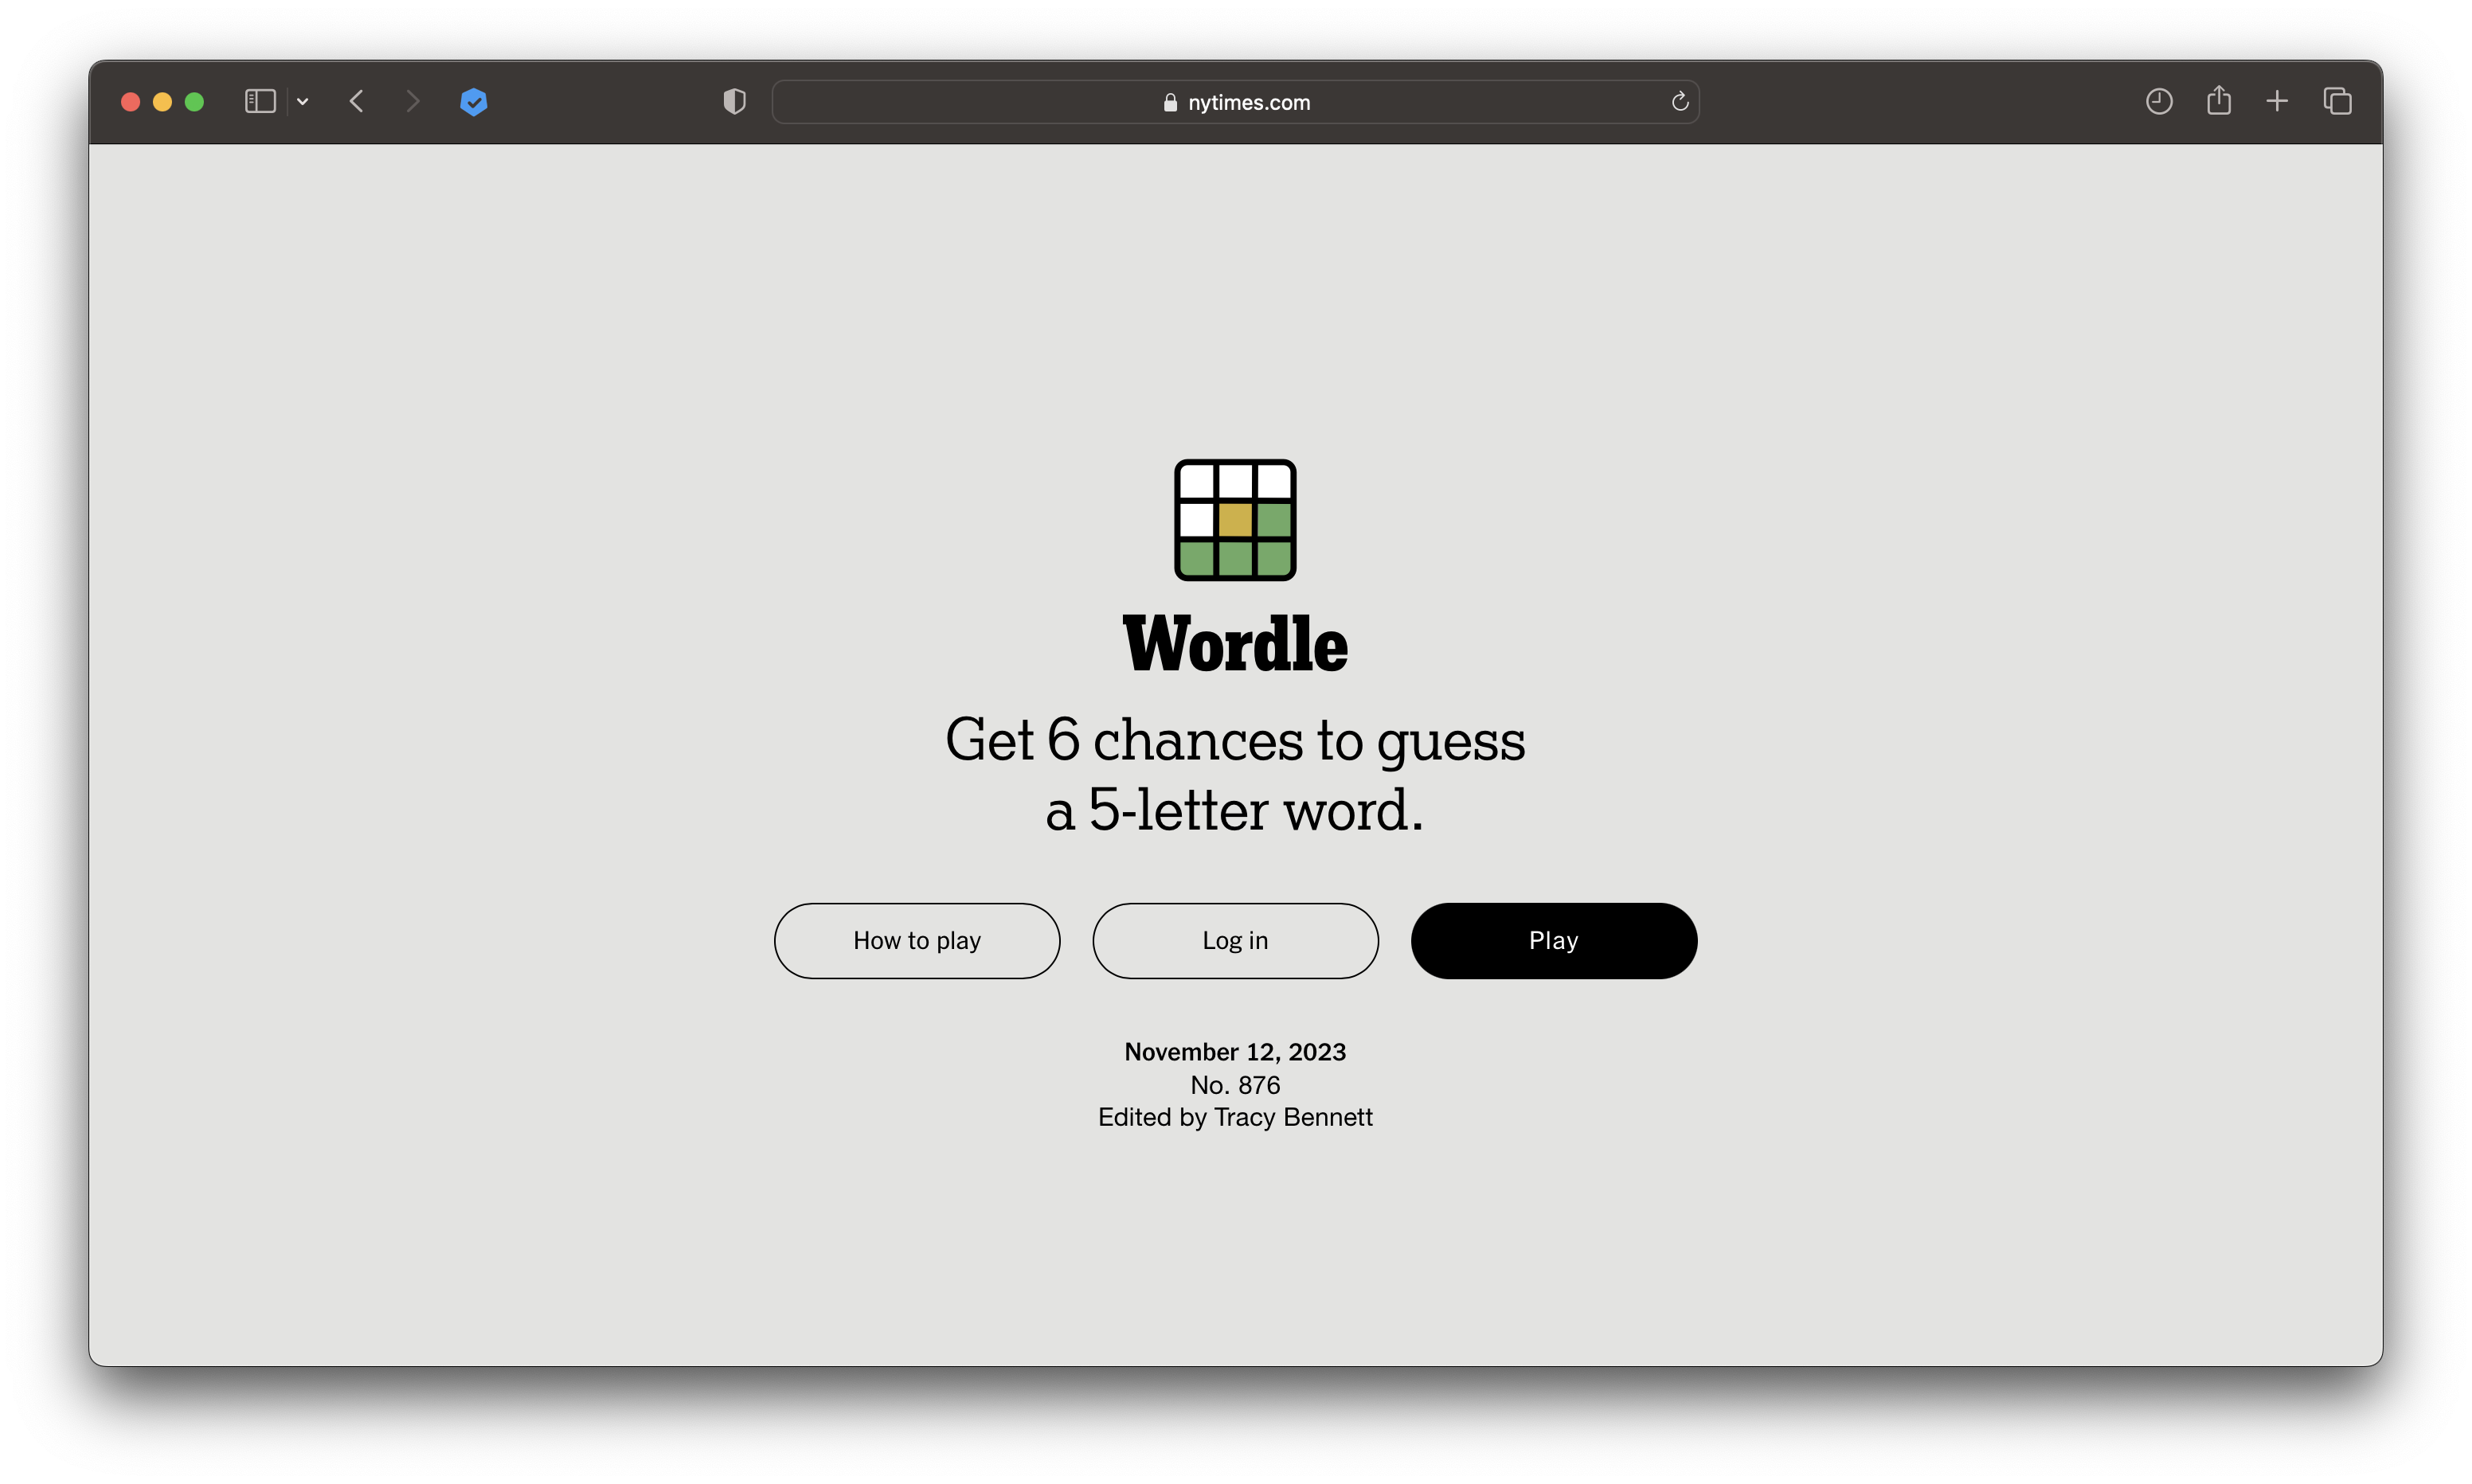 nytimes.com
Wordle
Get 6 chances to guess
a 5-letter word.
How to play
Log in
Play
November 12, 2023
No. 876
Edited by Tracy Bennett